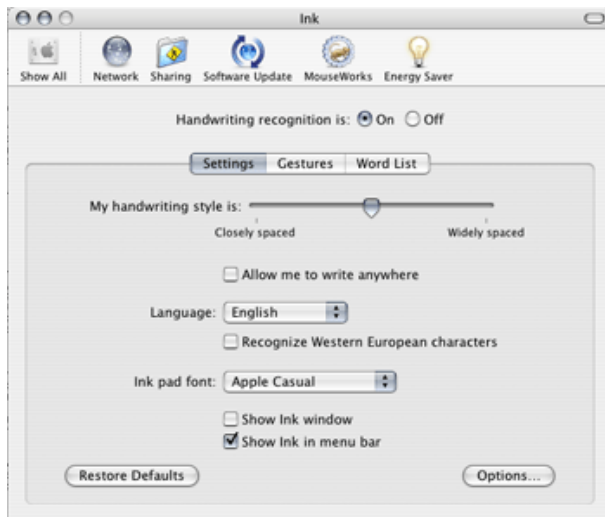 Ink
Show All Network Sharing Software Update MouseWorks Energy Saver
Handwriting recognition is: On Off
Settings Gestures Word List
My handwriting style is:
Closely spaced Widely spaced
Allow me to write anywhere
Language: English
Recognize Western European characters
Ink pad font: Apple Casual
Show Ink window
Show Ink in menu bar
Restore Defaults Options...